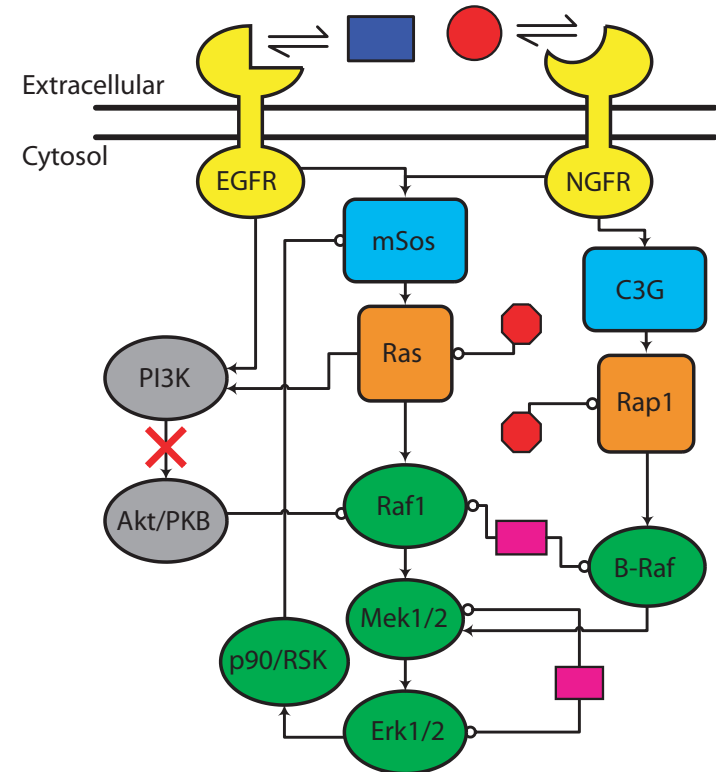 Extracellular
Cytosol
EGFR
NGFR
mSos
C3G
Ras
PI3K
Rap1
Akt/PKB
Raf1
B-Raf
Mek1/2
p90/RSK
Erk1/2